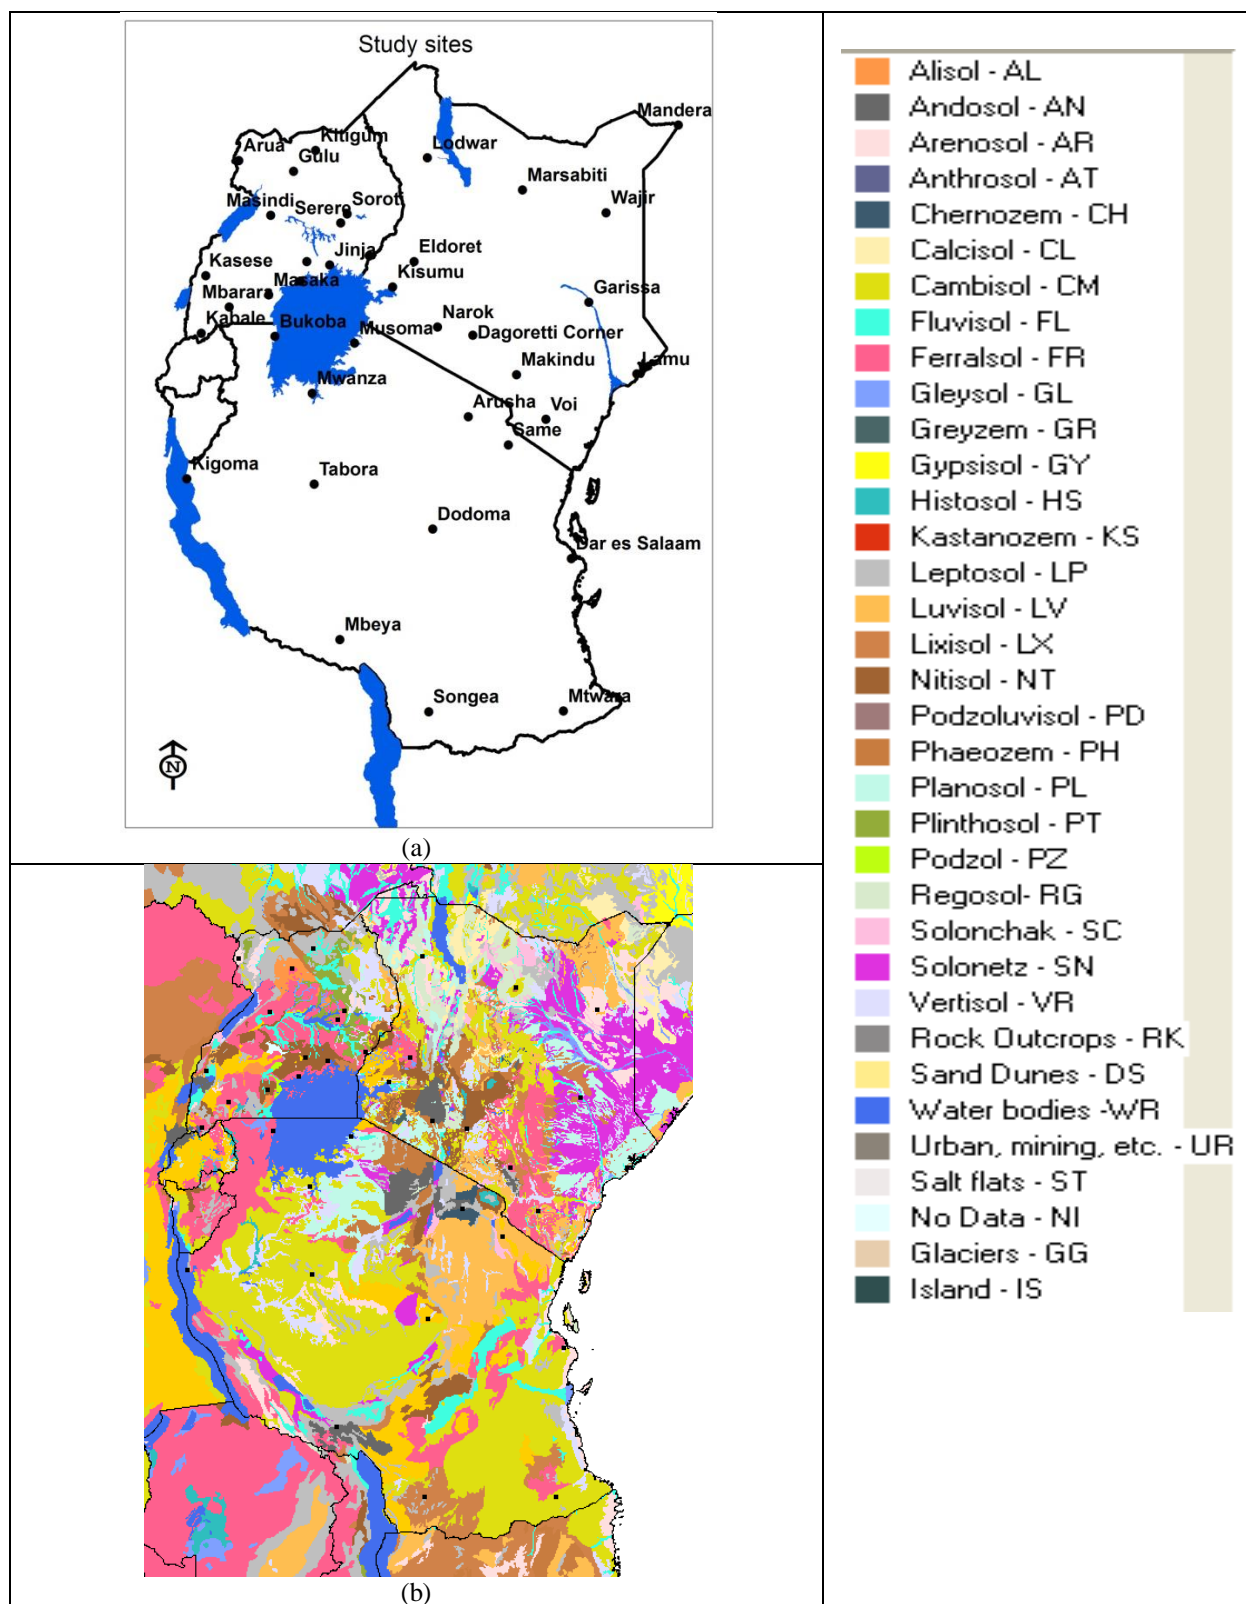 Study sites
Mandera
Kitigum
Arua
Lodwar
Gulu
Marsabiti
Masindi
Soroti
Serere
Wajir
Jinja
Eldoret
Kasese
Kisumu
Masaka
Mbarara
Garissa
Kabale
Narok
Bukoba
Musoma
Dagoretti Corner
Makindu
Lamu
Mwanza
Arusha
Voi
Same
Kigoma
Tabora
Dodoma
Dar es Salaam
Mbeya
Songea
Mtwara
N
(a)
(b)
Alisol - AL
Andosol - AN
Arenosol - AR
Anthrosol - AT
Chernozem - CH
Calcisol - CL
Cambisol - CM
Fluvisol - FL
Ferralsol - FR
Gleysol - GL
Greyzem - GR
Gypsisol - GY
Histosol - HS
Kastanozem - KS
Leptosol - LP
Luvisol - LV
Lixisol - LX
Nitisol - NT
Podzoluvisol - PD
Phaeozem - PH
Planosol - PL
Plinthosol - PT
Podzol - PZ
Regosol- RG
Solonchak - SC
Solonetz - SN
Vertisol - VR
Rock Outcrops - RK
Sand Dunes - DS
Water bodies -WR
Urban, mining, etc. - UR
Salt flats - ST
No Data - NI
Glaciers - GG
Island - IS